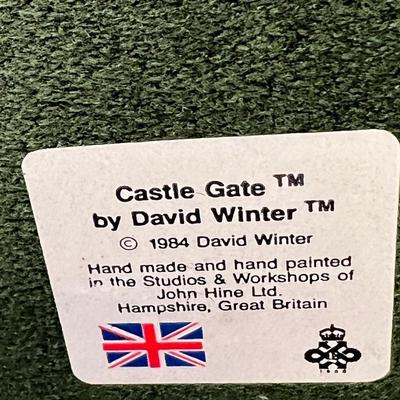 Castle Gate ™
by David Winter ™
© 1984 David Winter
Hand made and hand painted
in the Studios & Workshops of
John Hine Ltd.
Hampshire, Great Britain